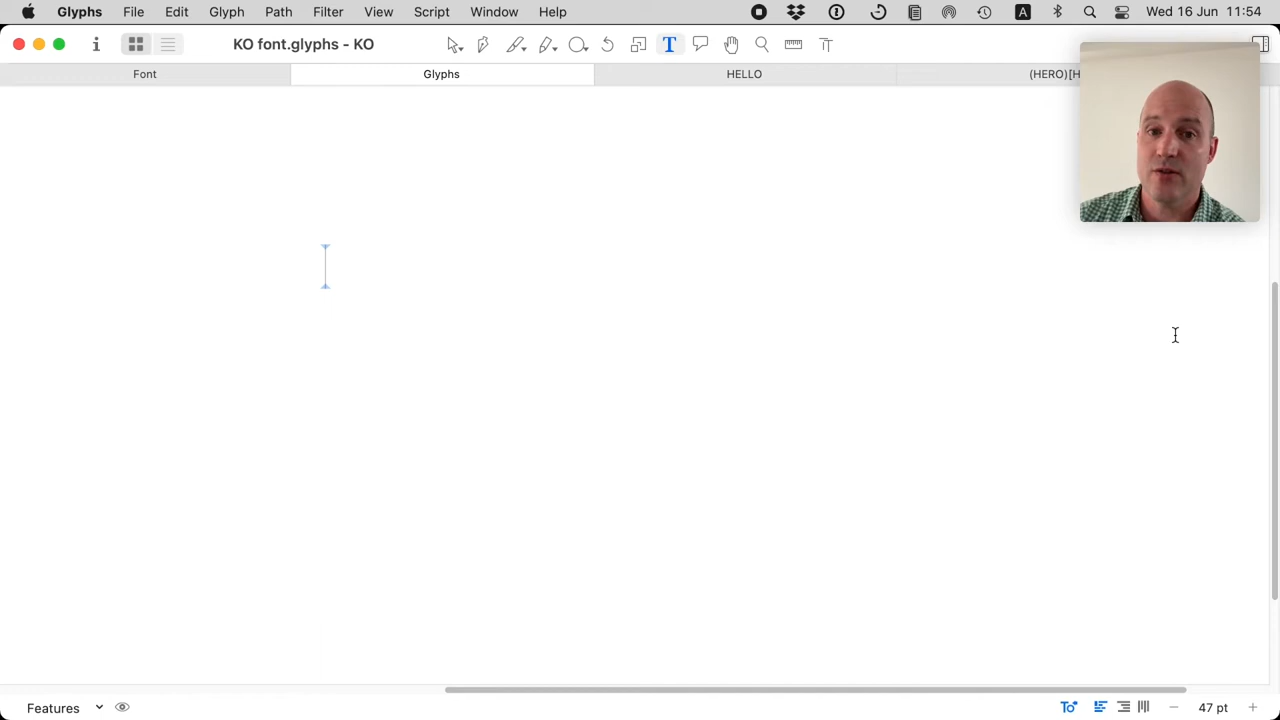 Glyphs File Edit Glyph Path Filter View Script Window Help A Wed 16 Jun 11:54
KO font.glyphs - KO T
Font Glyphs HELLO (HERO)[H
Features To 47 pt